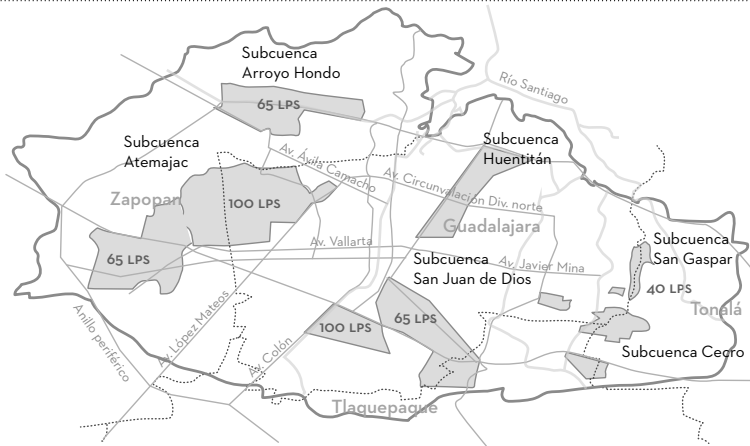 Subcuenca
Arroyo Hondo
65 LPS
Río Santiago
Subcuenca
Atemajac
Av. Ávila Camacho
Subcuenca
Huentitán
Zapopan
100 LPS
Av. Circunvalación Div. norte
Guadalajara
65 LPS
Av. Vallarta
Subcuenca
San Juan de Dios
Av. Javier Mina
Subcuenca
San Gaspar
40 LPS
Tonalá
Anillo periférico
Av. López Mateos
Av. Colón
100 LPS
65 LPS
Subcuenca Cecro
Tlaquepaque